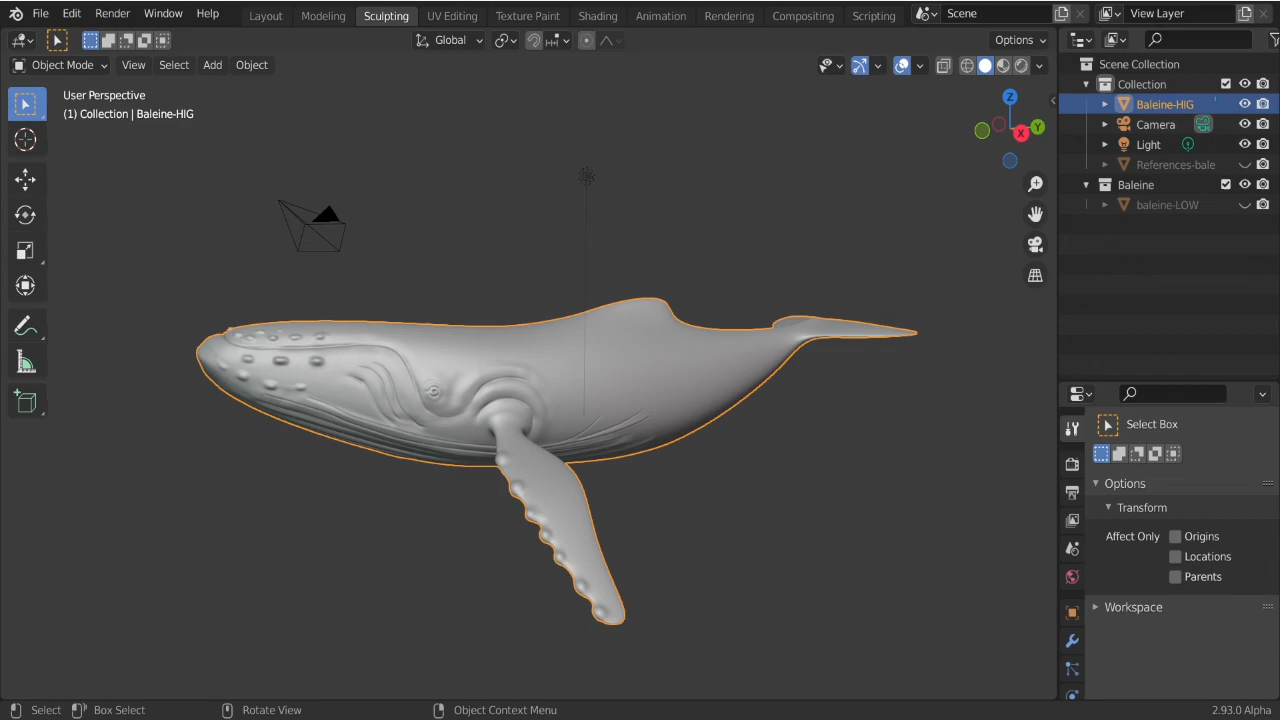 File Edit Render Window Help Layout Modeling Sculpting UV Editing Texture Paint Shading Animation Rendering Compositing Scripting Scene View Layer
Global Options
Object Mode View Select Add Object
Scene Collection
Collection
Baleine-HIG
Camera
Light
References-bale
Baleine
baleine-LOW
User Perspective
(1) Collection | Baleine-HIG
Z
Y
X
Select Box
Options
Transform
Affect Only Origins
Locations
Parents
Workspace
Select Box Select Rotate View Object Context Menu 2.93.0 Alpha